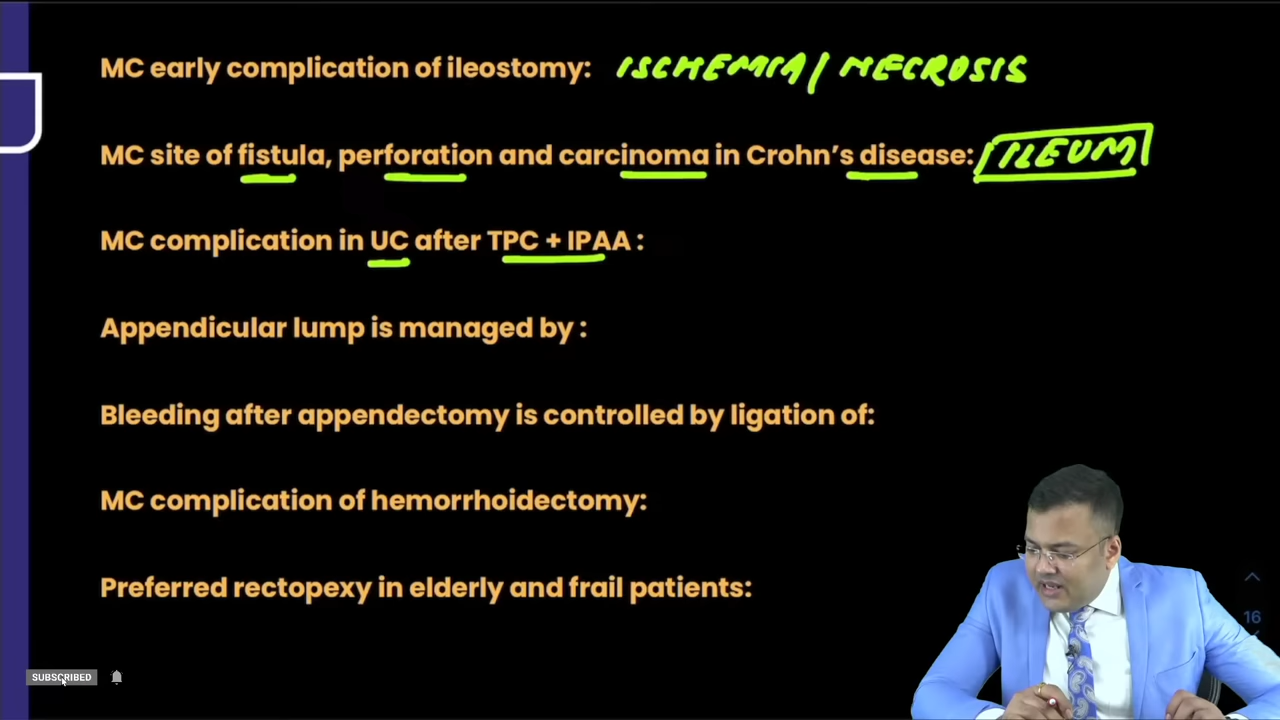 MC early complication of ileostomy: ISCHEMIA/NECROSIS
MC site of fistula, perforation and carcinoma in Crohn’s disease: ILEUM
MC complication in UC after TPC + IPAA :
Appendicular lump is managed by :
Bleeding after appendectomy is controlled by ligation of:
MC complication of hemorrhoidectomy:
Preferred rectopexy in elderly and frail patients:
16
SUBSCRIBED